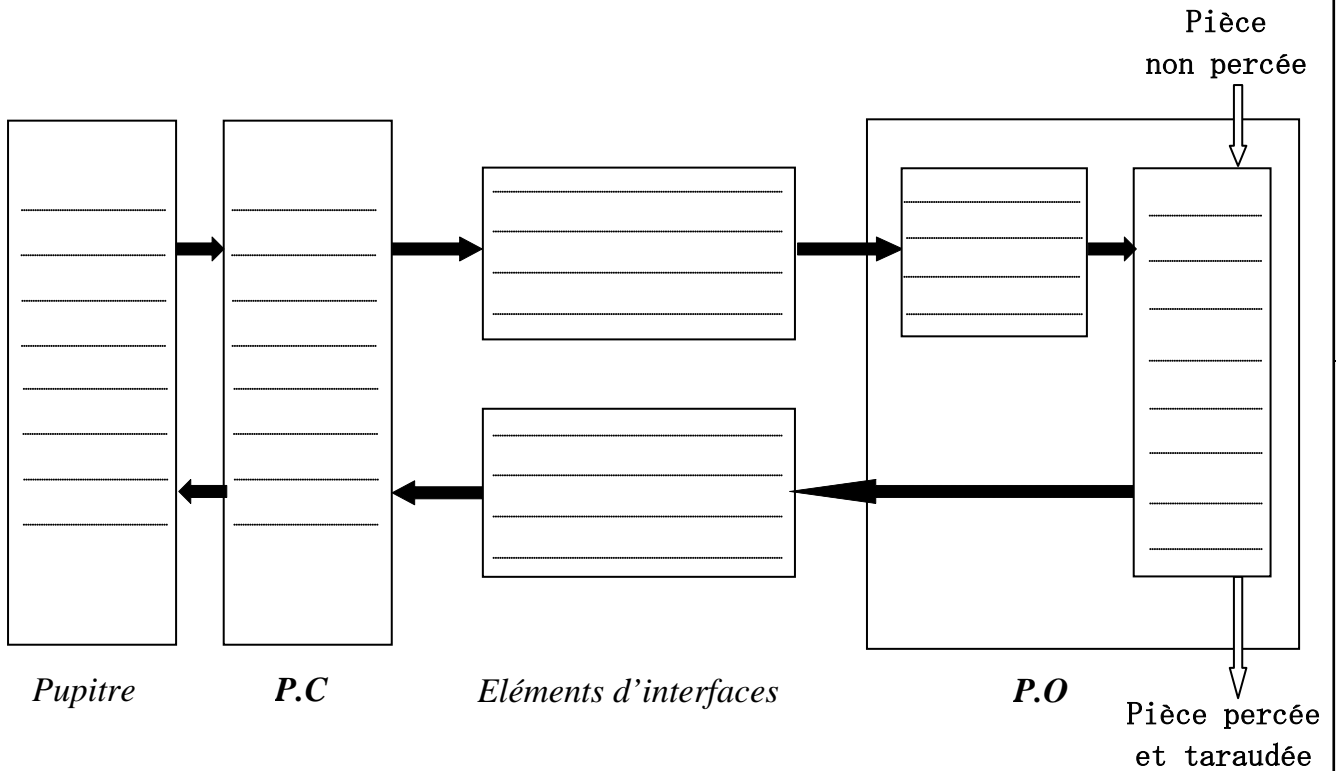 Pièce
non percée
Pupitre
P.C
Eléments d’interfaces
P.O
Pièce percée
et taraudée